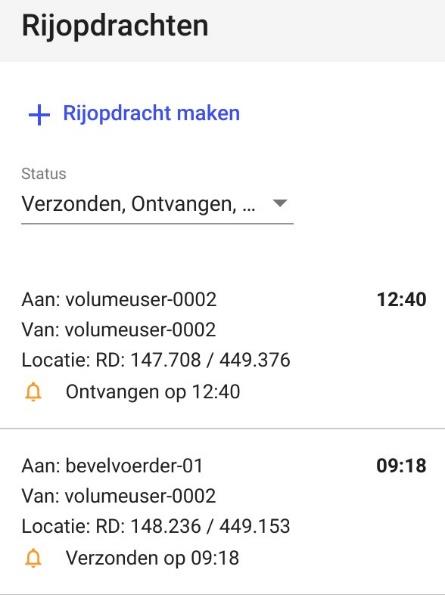 Rijopdrachten
+ Rijopdracht maken
Status
Verzonden, Ontvangen, ...
Aan: volumeuser-0002 12:40
Van: volumeuser-0002
Locatie: RD: 147.708 / 449.376
Ontvangen op 12:40
Aan: bevelvoerder-01 09:18
Van: volumeuser-0002
Locatie: RD: 148.236 / 449.153
Verzonden op 09:18